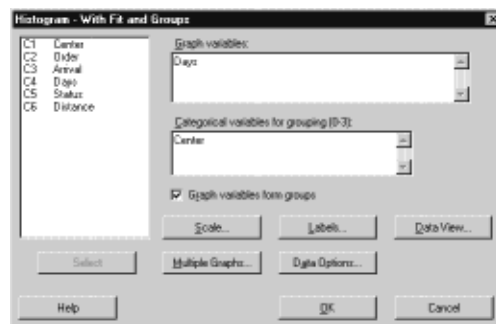 Histogram - With Fit and Groups
C1 Center
C2 Order
C3 Arrival
C4 Days
C5 Status
C6 Distance
Graph variables:
Days
Categorical variables for grouping (0-3):
Center
Graph variables form groups
Scale...
Labels...
Data View...
Select
Multiple Graphs...
Data Options...
Help
OK
Cancel